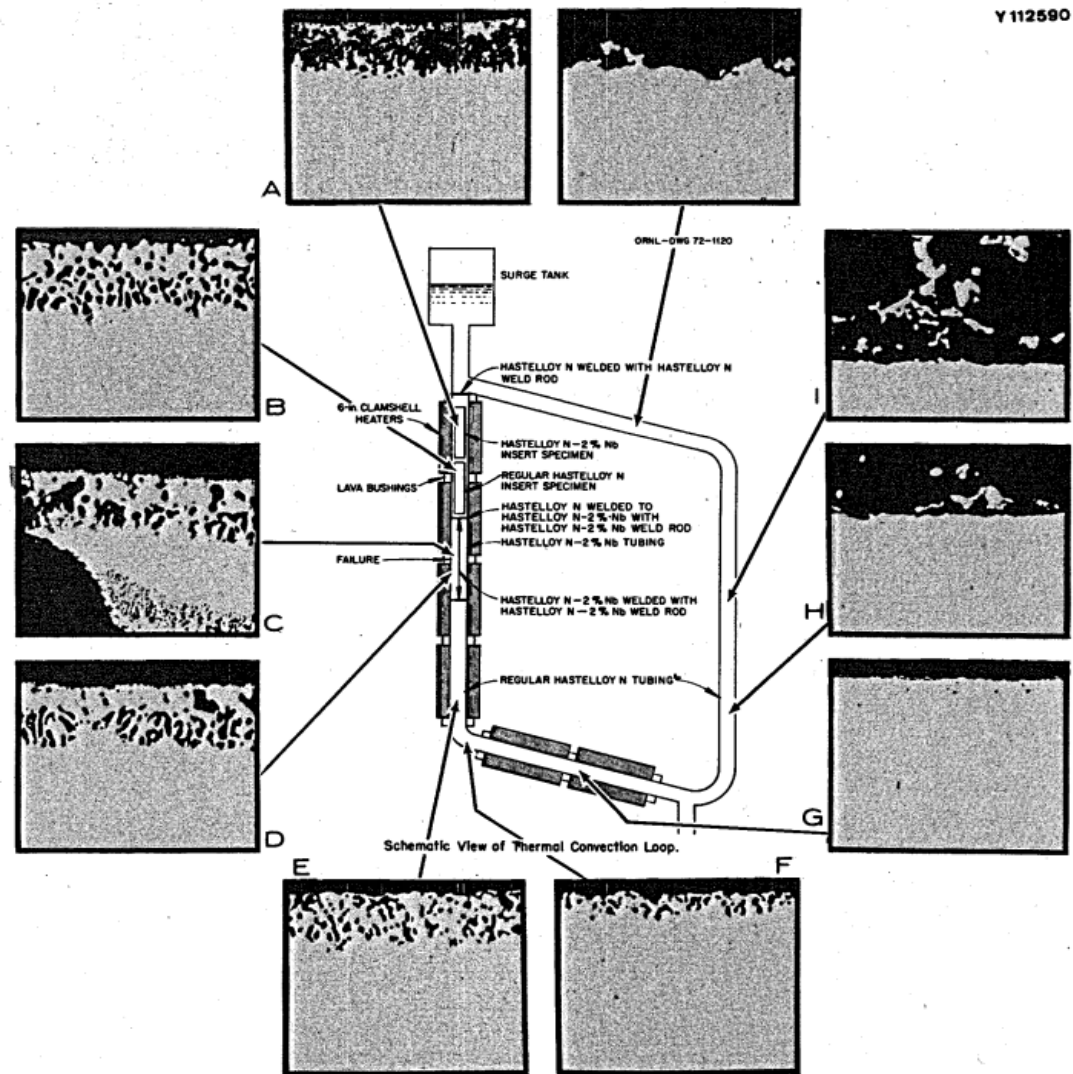 Y 112590
A
ORNL-DWG 72-1120
B
SURGE TANK
HASTELLOY N WELDED WITH HASTELLOY N
WELD ROD
I
6-in CLAMSHELL
HEATERS
HASTELLOY N-2% Nb
INSERT SPECIMEN
LAVA BUSHINGS
REGULAR HASTELLOY N
INSERT SPECIMEN
HASTELLOY N WELDED TO
HASTELLOY N-2%-Nb WITH
HASTELLOY N-2% Nb WELD ROD
HASTELLOY N-2% Nb TUBING
FAILURE
C
HASTELLOY N-2% Nb WELDED WITH
HASTELLOY N-2% Nb WELD ROD
H
REGULAR HASTELLOY N TUBING
D
G
Schematic View of Thermal Convection Loop.
E
F